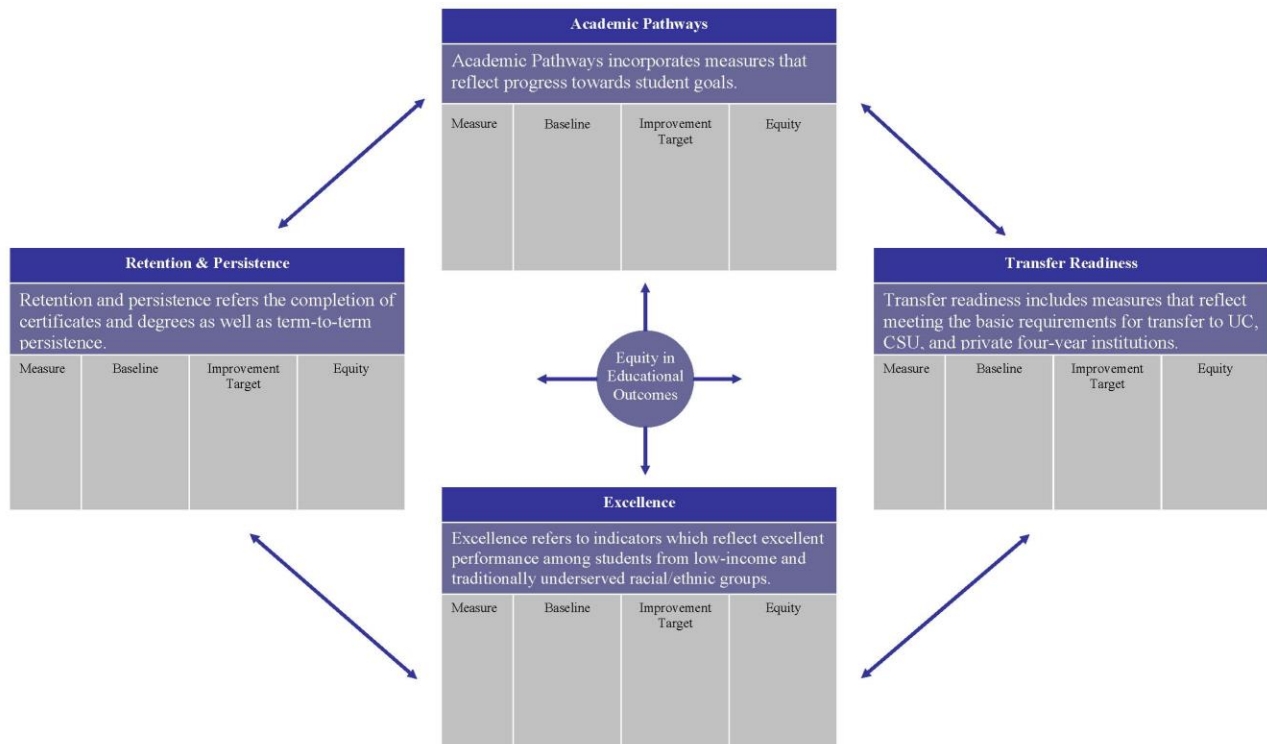 Academic Pathways
Academic Pathways incorporates measures that
reflect progress towards student goals.
Measure Baseline Improvement Equity
Target
Retention & Persistence
Retention and persistence refers the completion of
certificates and degrees as well as term-to-term
persistence.
Measure Baseline Improvement Equity
Target
Equity in
Educational
Outcomes
Transfer Readiness
Transfer readiness includes measures that reflect
meeting the basic requirements for transfer to UC,
CSU, and private four-year institutions.
Measure Baseline Improvement Equity
Target
Excellence
Excellence refers to indicators which reflect excellent
performance among students from low-income and
traditionally underserved racial/ethnic groups.
Measure Baseline Improvement Equity
Target